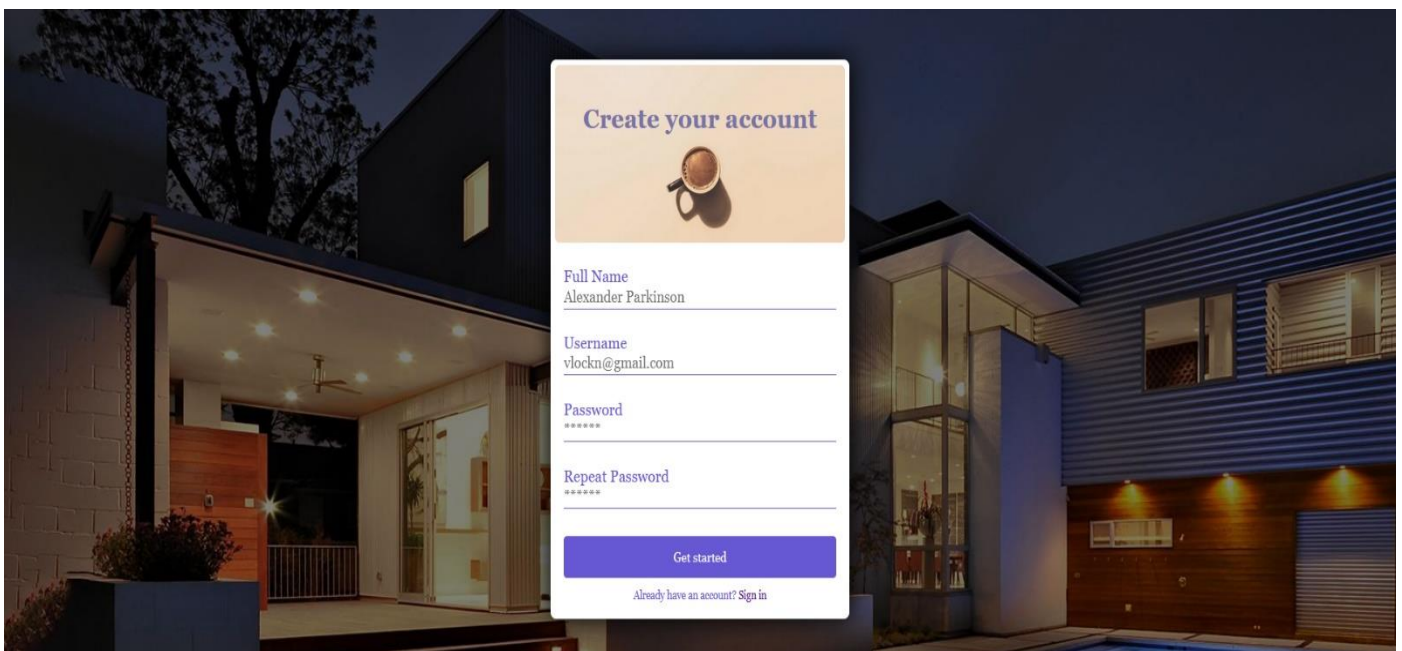 Create your account
Full Name
Alexander Parkinson
Username
vlockn@gmail.com
Password
******
Repeat Password
******
Get started
Already have an account? Sign in